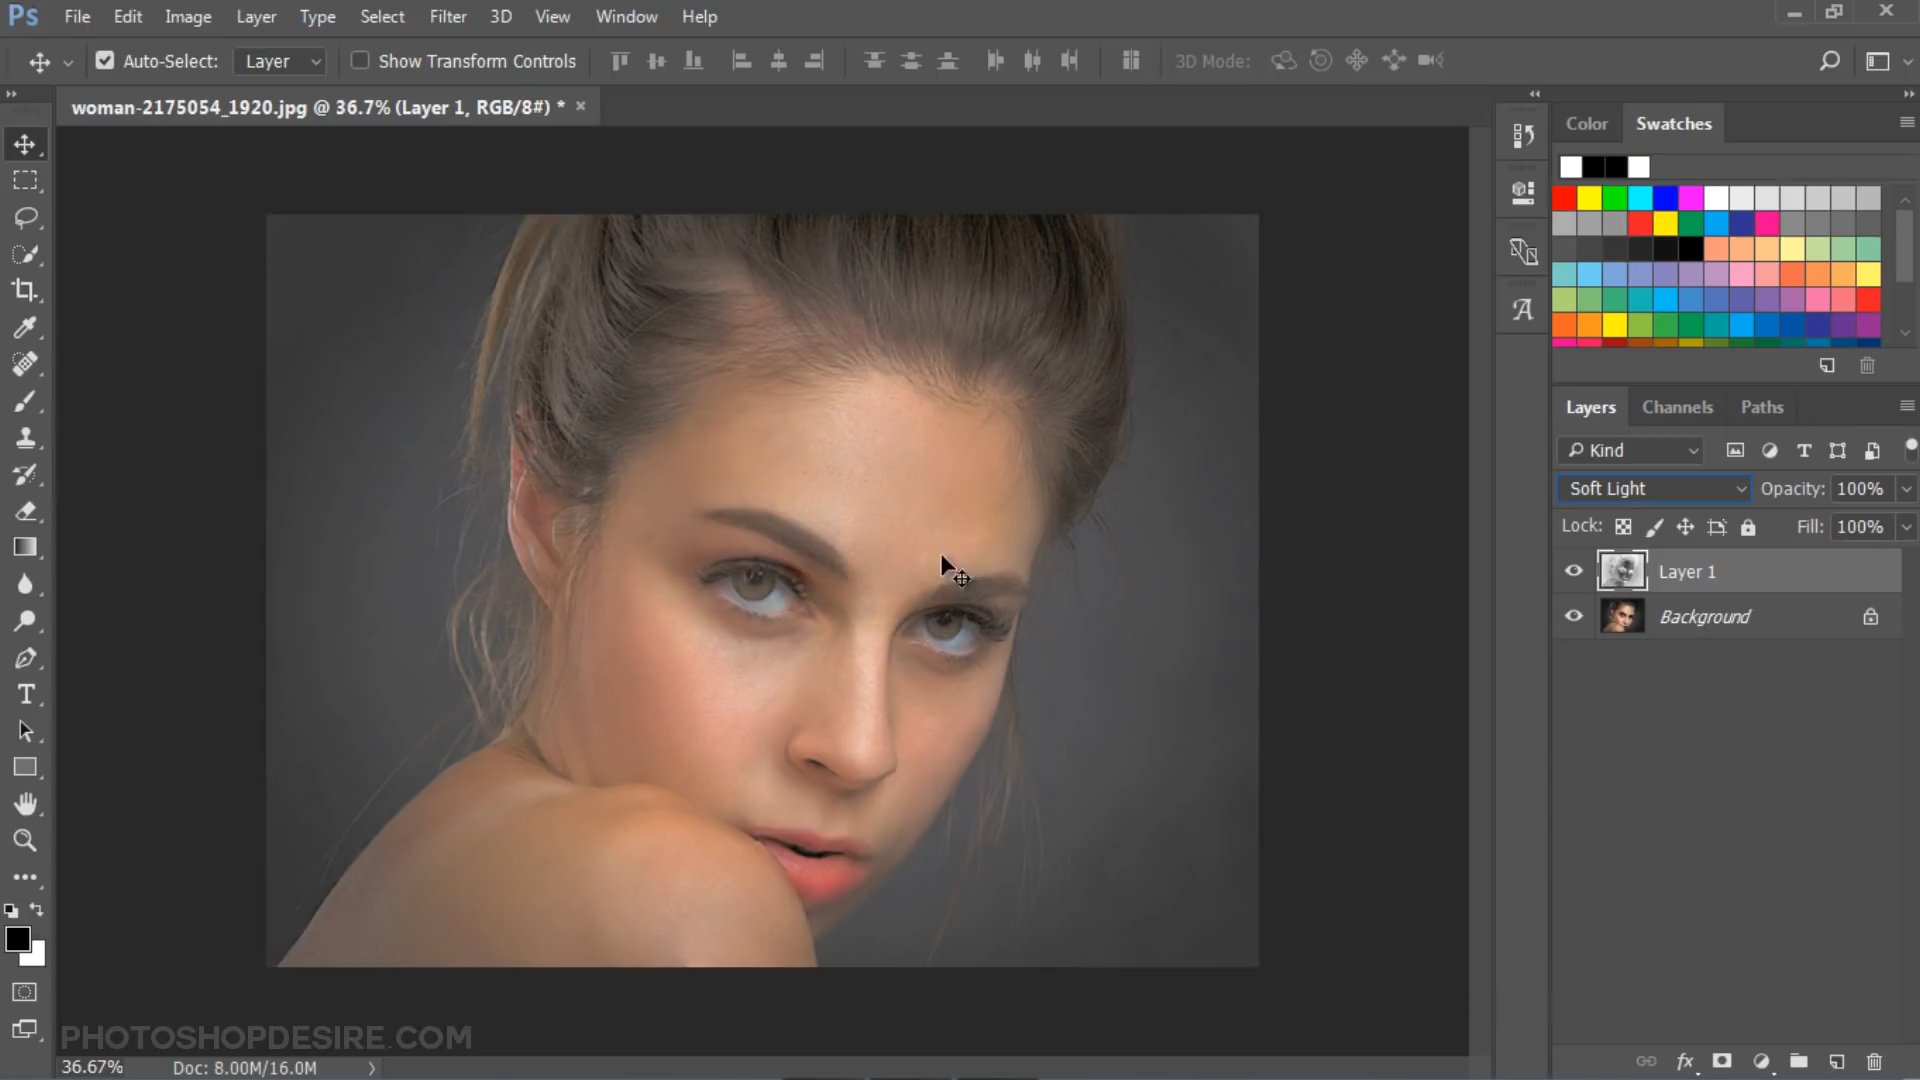 Ps File Edit Image Layer Type Select Filter 3D View Window Help
Auto-Select: Layer Show Transform Controls 3D Mode:
woman-2175054_1920.jpg @ 36.7% (Layer 1, RGB/8#) * ×
Color Swatches
Layers Channels Paths
Kind
Soft Light Opacity: 100%
Lock: Fill: 100%
Layer 1
Background
PHOTOSHOPDESIRE.COM
36.67% Doc: 8.00M/16.0M